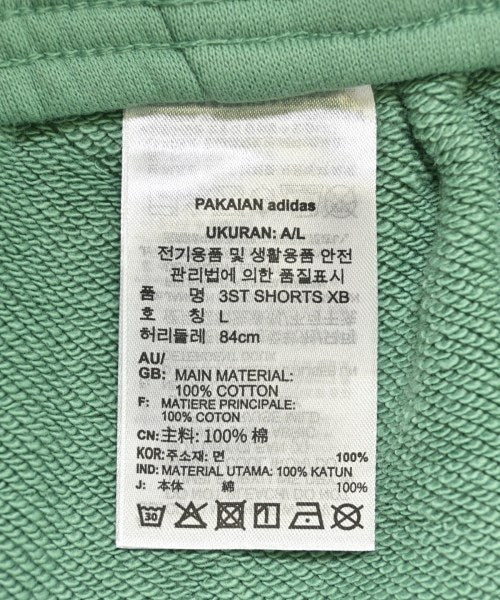 PAKAIAN adidas
UKURAN: A/L
전기용품 및 생활용품 안전
관리법에 의한 품질표시
품 명 3ST SHORTS XB
호 칭 L
허리둘레 84cm
AU/
GB: MAIN MATERIAL:
100% COTTON
F: MATIERE PRINCIPALE:
100% COTON
CN: 主料: 100% 棉
KOR: 주소재: 면 100%
IND: MATERIAL UTAMA: 100% KATUN
J: 本体 綿 100%
30